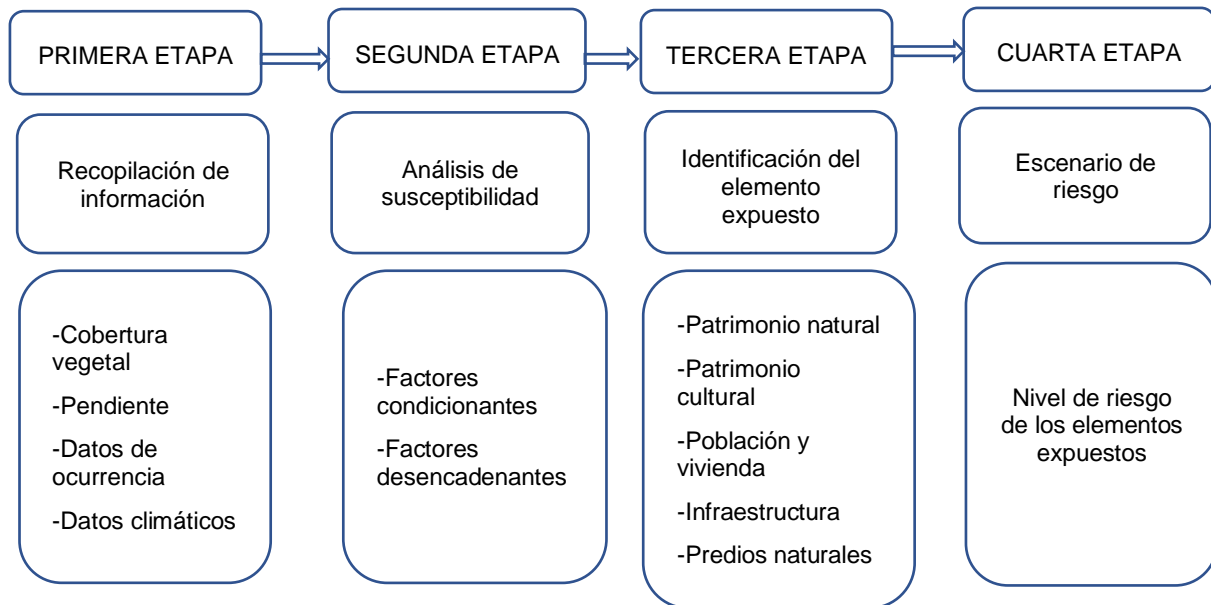 PRIMERA ETAPA
SEGUNDA ETAPA
TERCERA ETAPA
CUARTA ETAPA
Recopilación de
información
Análisis de
susceptibilidad
Identificación del
elemento
expuesto
Escenario de
riesgo
-Cobertura
vegetal
-Pendiente
-Datos de
ocurrencia
-Datos climáticos
-Factores
condicionantes
-Factores
desencadenantes
-Patrimonio natural
-Patrimonio
cultural
-Población y
vivienda
-Infraestructura
-Predios naturales
Nivel de riesgo
de los elementos
expuestos